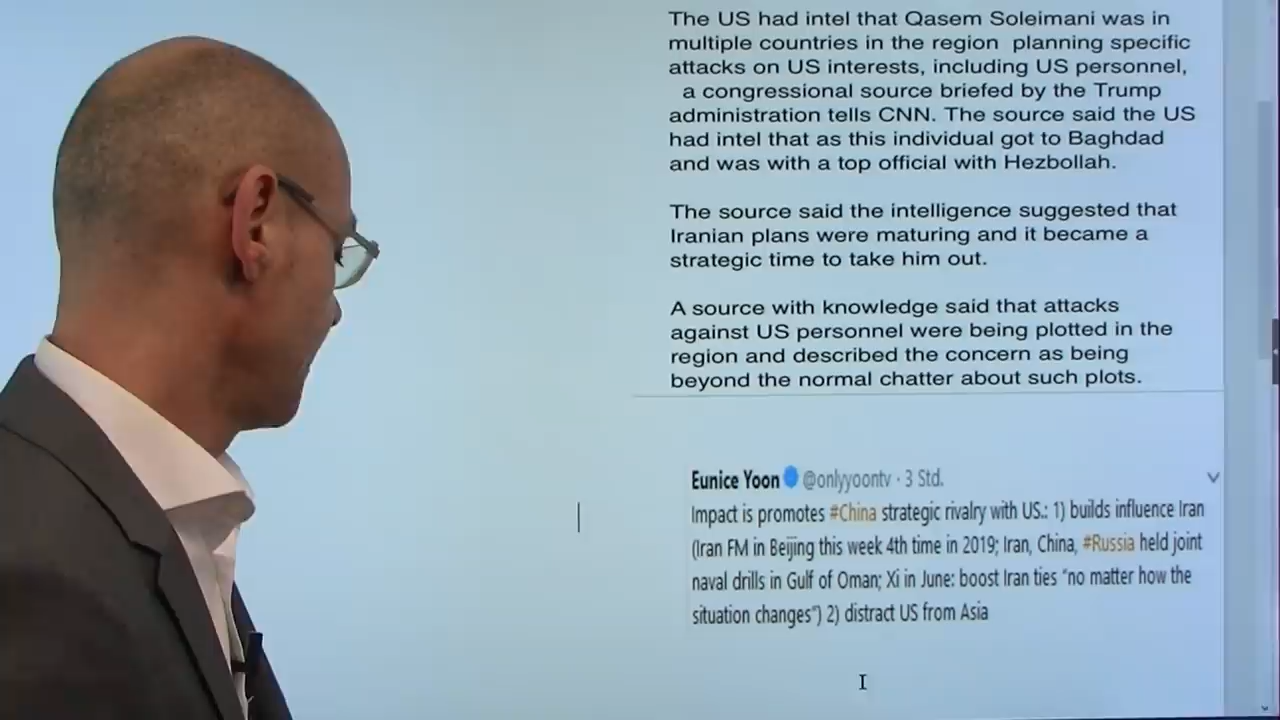 The US had intel that Qasem Soleimani was in
multiple countries in the region planning specific
attacks on US interests, including US personnel,
a congressional source briefed by the Trump
administration tells CNN. The source said the US
had intel that as this individual got to Baghdad
and was with a top official with Hezbollah.
The source said the intelligence suggested that
Iranian plans were maturing and it became a
strategic time to take him out.
A source with knowledge said that attacks
against US personnel were being plotted in the
region and described the concern as being
beyond the normal chatter about such plots.
Eunice Yoon @onlyyoontv · 3 Std.
Impact is promotes #China strategic rivalry with US.: 1) builds influence Iran
(Iran FM in Beijing this week 4th time in 2019; Iran, China, #Russia held joint
naval drills in Gulf of Oman; Xi in June: boost Iran ties "no matter how the
situation changes") 2) distract US from Asia